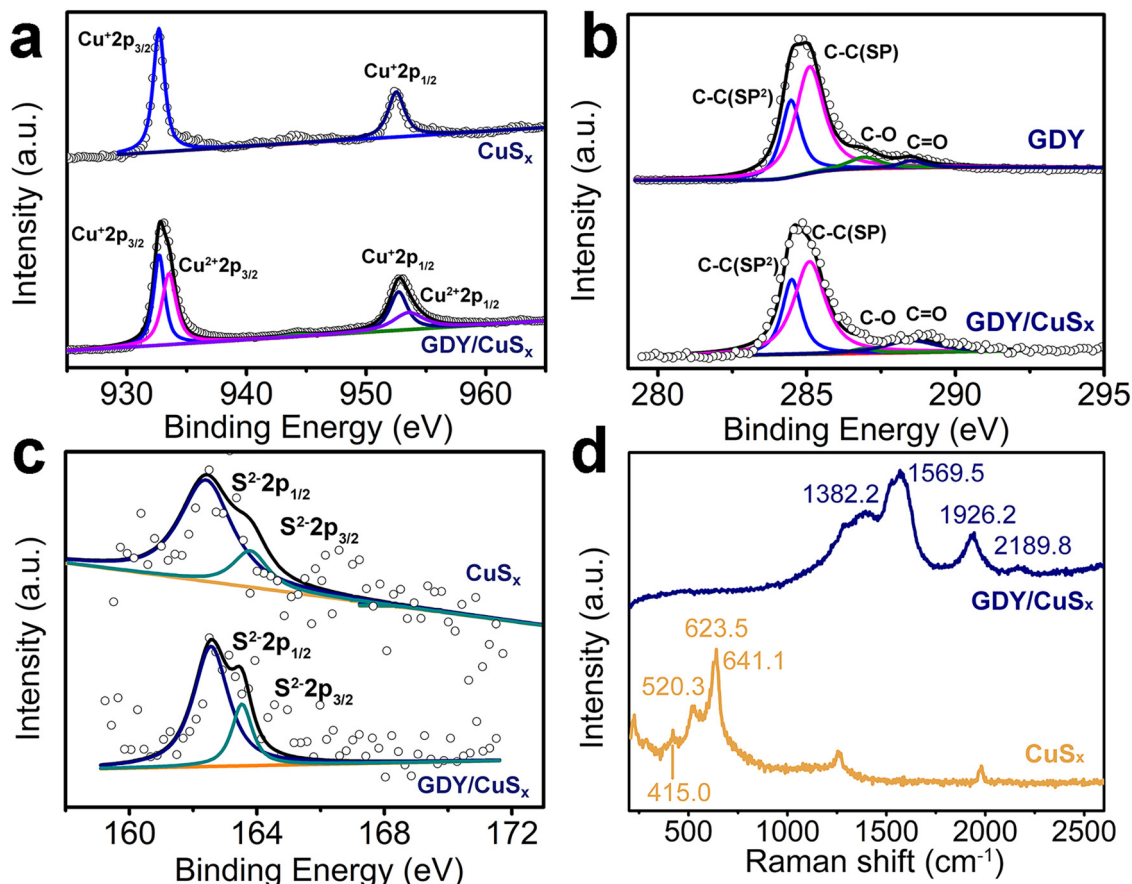 a
Cu⁺2p₃/₂
Cu⁺2p₁/₂
CuSₓ
Cu⁺2p₃/₂
Cu²⁺2p₃/₂
Cu⁺2p₁/₂
Cu²⁺2p₁/₂
GDY/CuSₓ
Intensity (a.u.)
930 940 950 960
Binding Energy (eV)
b
C-C(SP)
C-C(SP²)
C-O
C=O
GDY
C-C(SP)
C-C(SP²)
C-O
C=O
GDY/CuSₓ
Intensity (a.u.)
280 285 290 295
Binding Energy (eV)
c
S²⁻2p₁/₂
S²⁻2p₃/₂
CuSₓ
S²⁻2p₁/₂
S²⁻2p₃/₂
GDY/CuSₓ
Intensity (a.u.)
160 164 168 172
Binding Energy (eV)
d
1382.2
1569.5
1926.2
2189.8
GDY/CuSₓ
623.5
641.1
520.3
415.0
CuSₓ
Intensity (a.u.)
500 1000 1500 2000 2500
Raman shift (cm⁻¹)